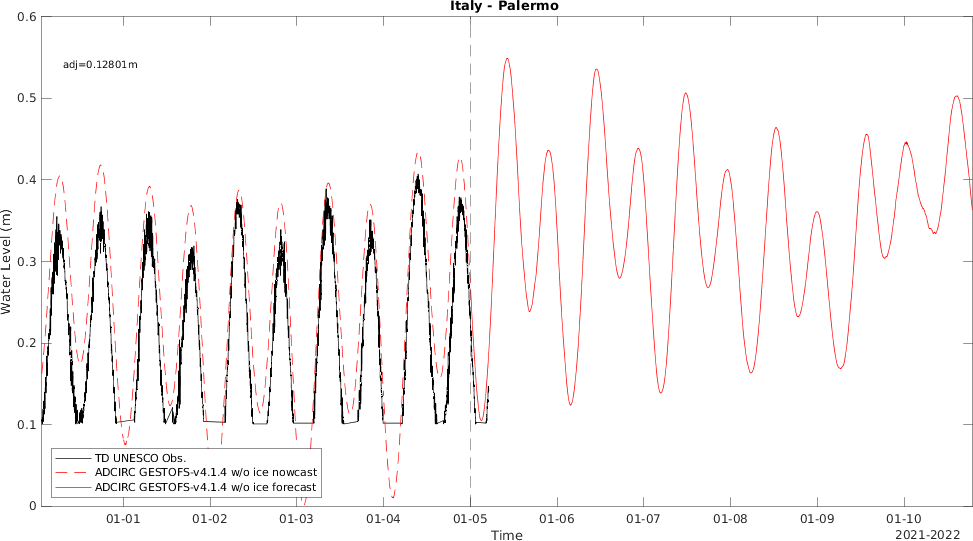 Italy - Palermo
0.6
adj=0.12801m
0.5
0.4
0.3
Water Level (m)
0.2
0.1
TD UNESCO Obs.
ADCIRC GESTOFS-v4.1.4 w/o ice nowcast
ADCIRC GESTOFS-v4.1.4 w/o ice forecast
0
01-01 01-02 01-03 01-04 01-05 01-06 01-07 01-08 01-09 01-10
Time
2021-2022